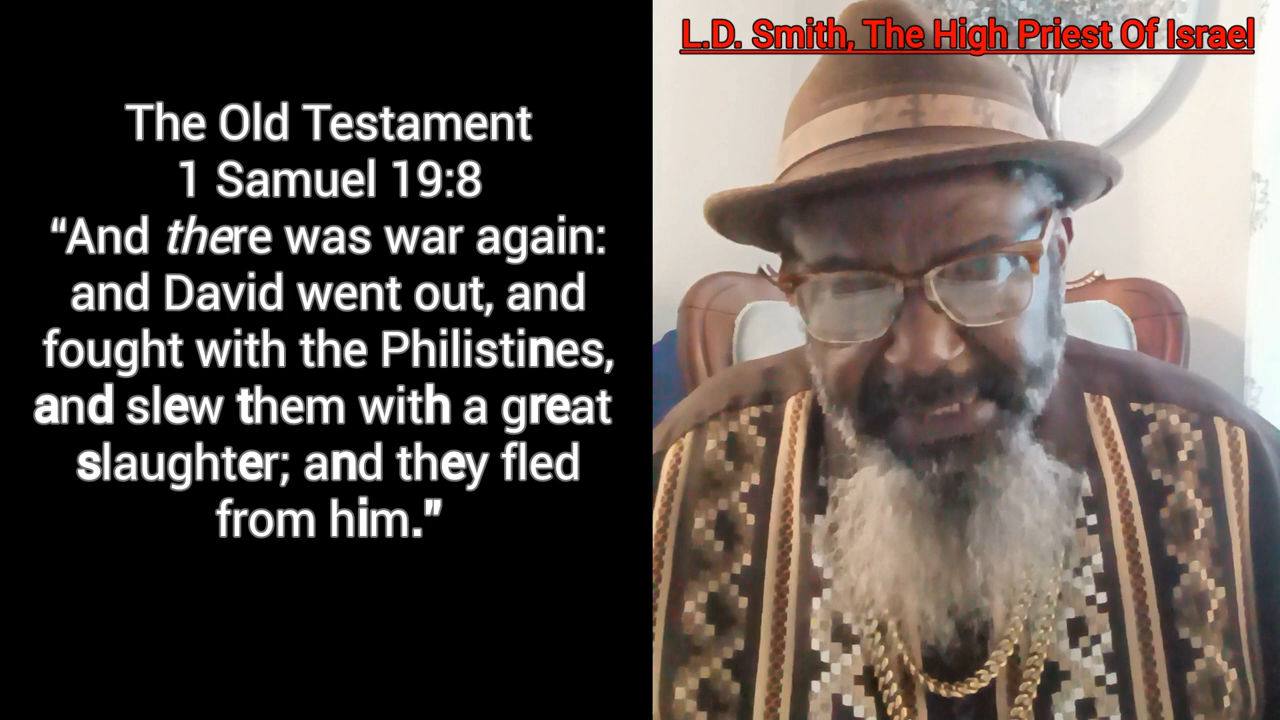 The Old Testament
1 Samuel 19:8
“And there was war again:
and David went out, and
fought with the Philistines,
and slew them with a great
slaughter; and they fled
from him.”
L.D. Smith, The High Priest Of Israel